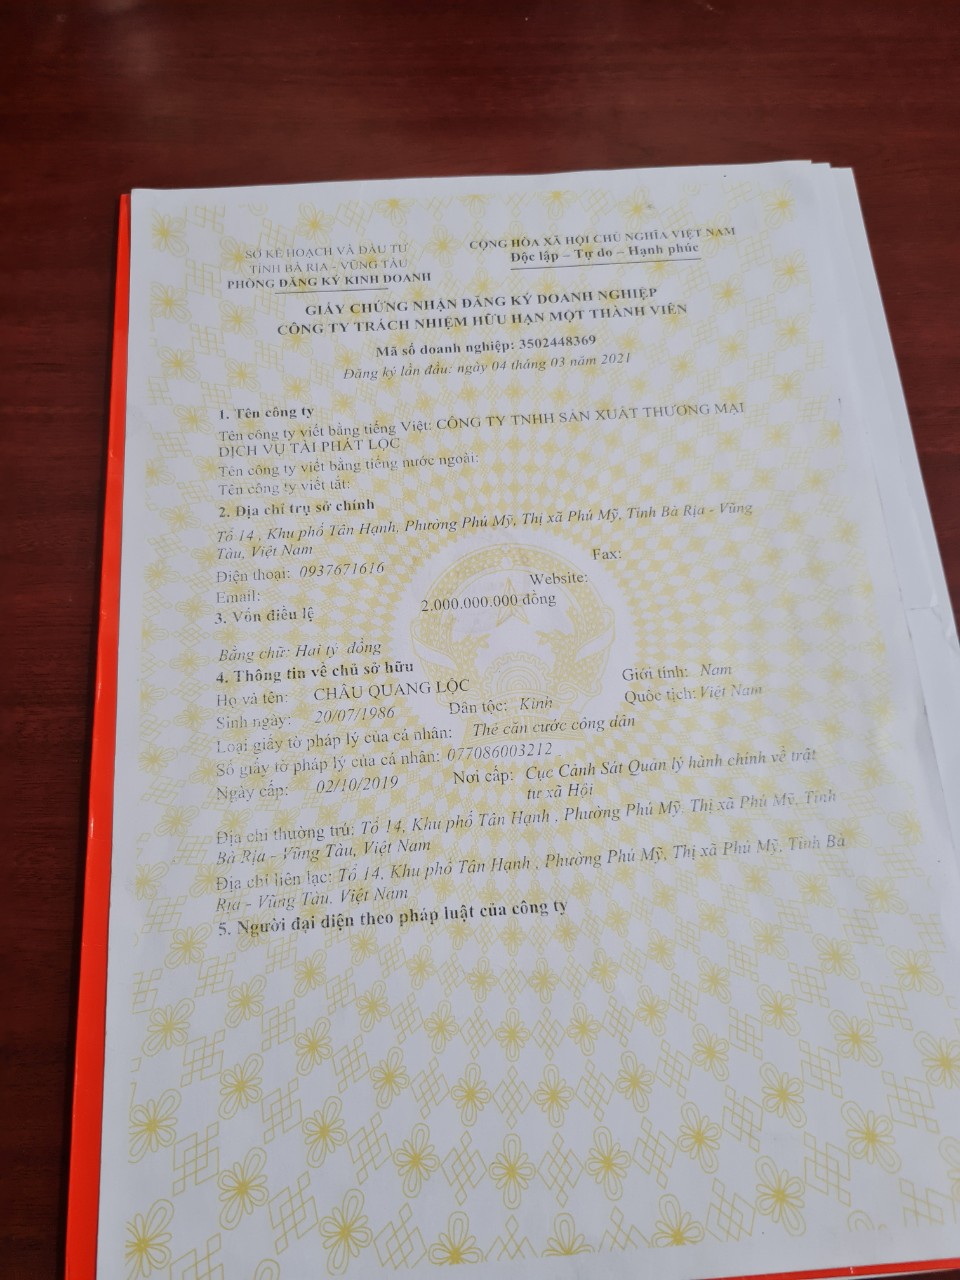 SỞ KẾ HOẠCH VÀ ĐẦU TƯ
TỈNH BÀ RỊA - VŨNG TÀU
PHÒNG ĐĂNG KÝ KINH DOANH
CỘNG HÒA XÃ HỘI CHỦ NGHĨA VIỆT NAM
Độc lập – Tự do – Hạnh phúc
GIẤY CHỨNG NHẬN ĐĂNG KÝ DOANH NGHIỆP
CÔNG TY TRÁCH NHIỆM HỮU HẠN MỘT THÀNH VIÊN
Mã số doanh nghiệp: 3502448369
Đăng ký lần đầu: ngày 04 tháng 03 năm 2021
1. Tên công ty
Tên công ty viết bằng tiếng Việt: CÔNG TY TNHH SẢN XUẤT THƯƠNG MẠI
DỊCH VỤ TÀI PHÁT LỘC
Tên công ty viết bằng tiếng nước ngoài:
Tên công ty viết tắt:
2. Địa chỉ trụ sở chính
Tổ 14 , Khu phố Tân Hạnh, Phường Phú Mỹ, Thị xã Phú Mỹ, Tỉnh Bà Rịa - Vũng
Tàu, Việt Nam
Điện thoại: 0937671616 Fax:
Email: Website:
3. Vốn điều lệ 2.000.000.000 đồng
Bằng chữ: Hai tỷ đồng
4. Thông tin về chủ sở hữu
Họ và tên: CHÂU QUANG LỘC Giới tính: Nam
Sinh ngày: 20/07/1986 Dân tộc: Kinh Quốc tịch: Việt Nam
Loại giấy tờ pháp lý của cá nhân: Thẻ căn cước công dân
Số giấy tờ pháp lý của cá nhân: 077086003212
Ngày cấp: 02/10/2019 Nơi cấp: Cục Cảnh Sát Quản lý hành chính về trật
tự xã Hội
Địa chỉ thường trú: Tổ 14, Khu phố Tân Hạnh , Phường Phú Mỹ, Thị xã Phú Mỹ, Tỉnh
Bà Rịa - Vũng Tàu, Việt Nam
Địa chỉ liên lạc: Tổ 14, Khu phố Tân Hạnh , Phường Phú Mỹ, Thị xã Phú Mỹ, Tỉnh Bà
Rịa - Vũng Tàu, Việt Nam
5. Người đại diện theo pháp luật của công ty